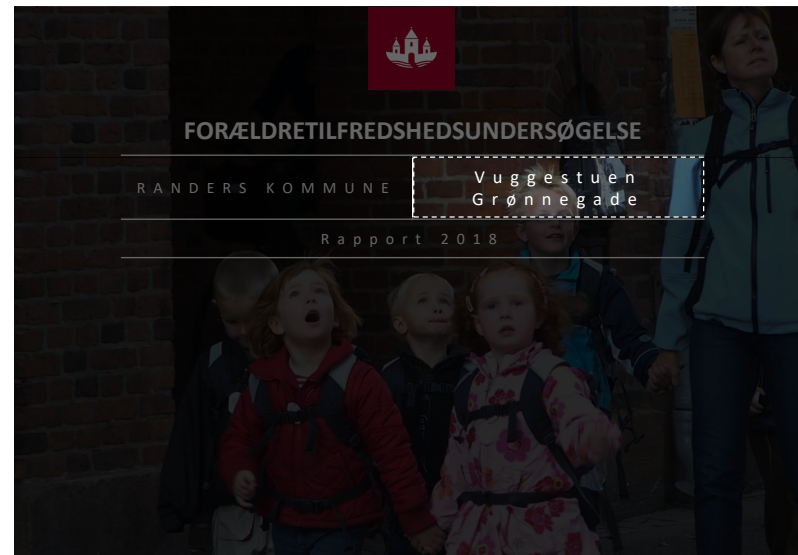 FORÆLDRETILFREDSHEDSUNDERSØGELSE
RANDERS KOMMUNE
Vuggestuen
Grønnegade
Rapport 2018